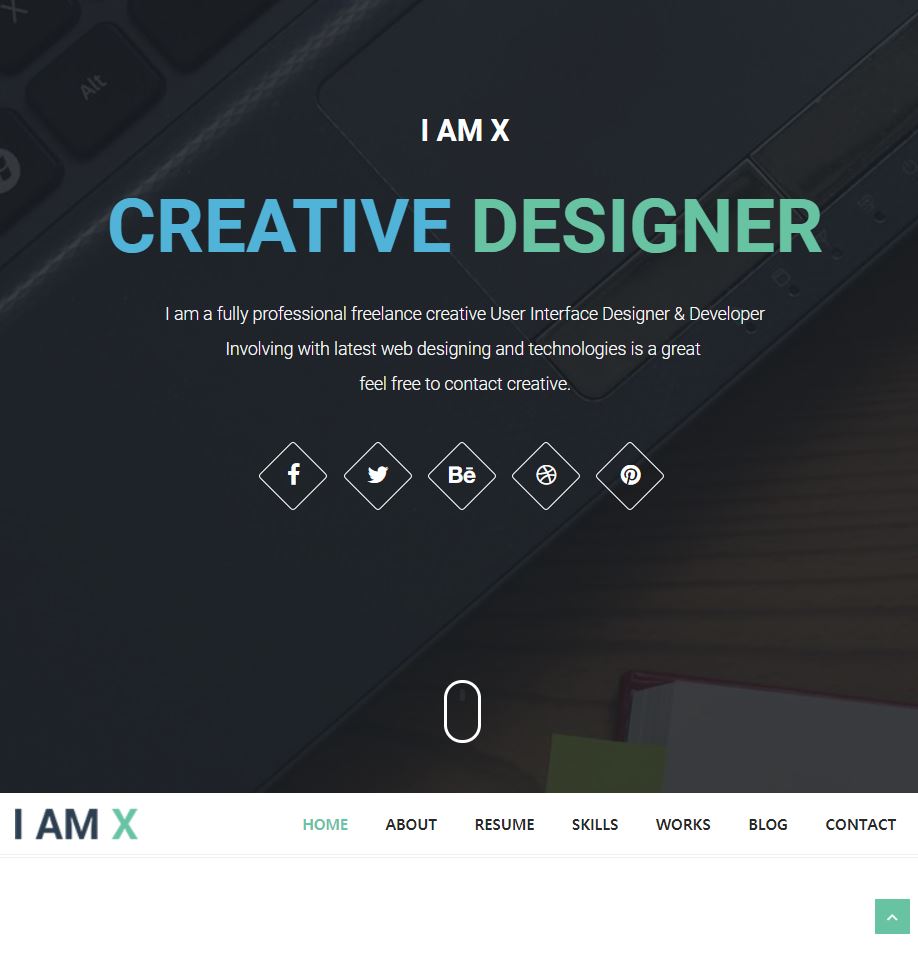 Alt
I AM X
CREATIVE DESIGNER
I am a fully professional freelance creative User Interface Designer & Developer
Involving with latest web designing and technologies is a great
feel free to contact creative.
Bē
I AM X
HOME ABOUT RESUME SKILLS WORKS BLOG CONTACT